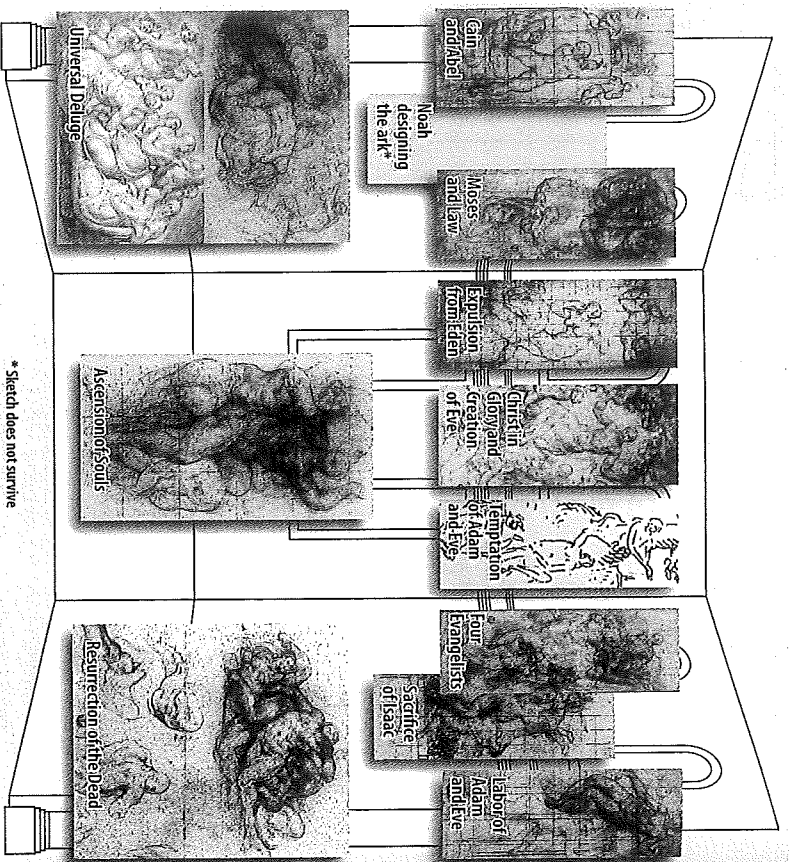 Cain
and Abel
Noah
designing
the ark*
Moses
and Law
Expulsion
from Eden
Christ in
Glory and
Creation
of Eve
Temptation
of Adam
and Eve
Four
Evangelists
Sacrifice
of Isaac
Labor of
Adam
and Eve
Universal Deluge
Ascension of Souls
Resurrection of the Dead
* Sketch does not survive